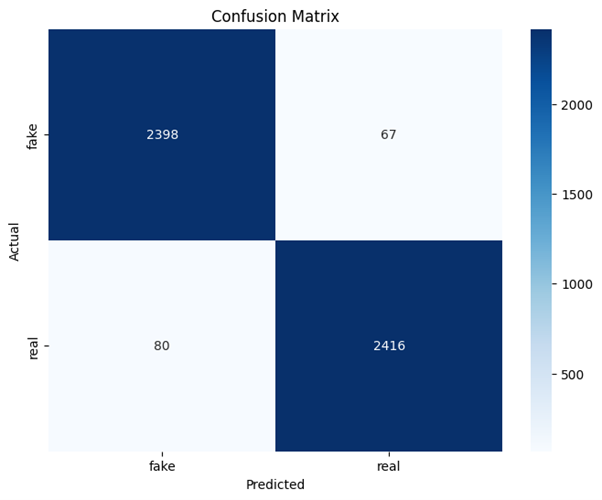 Confusion Matrix
Actual
fake
2398
67
real
80
2416
fake
real
Predicted
2000
1500
1000
500